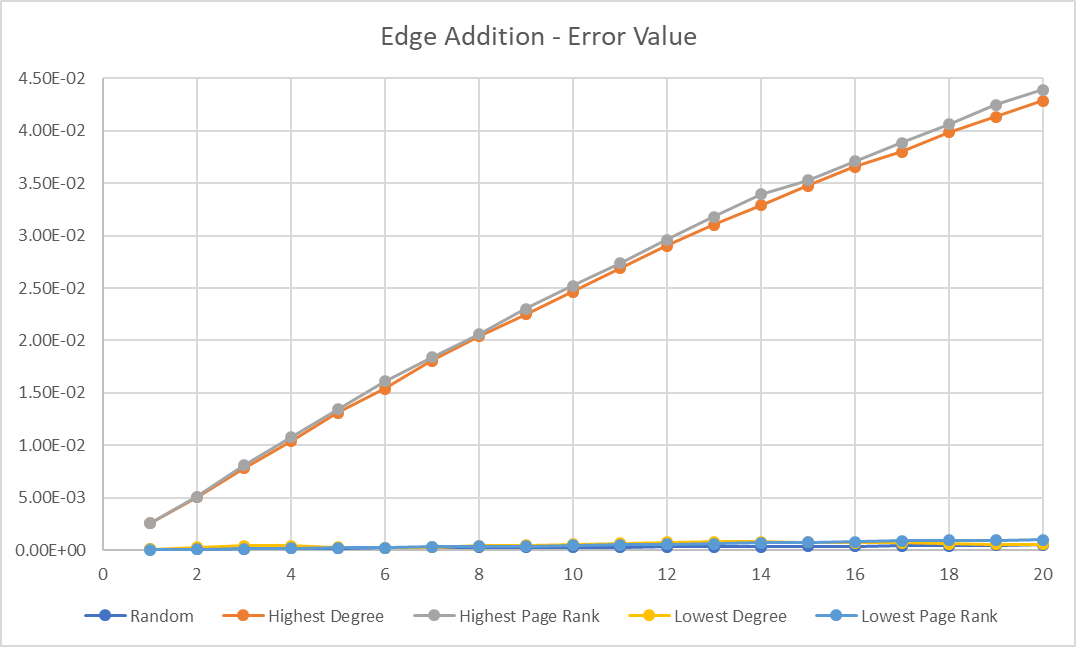 Edge Addition - Error Value
4.50E-02
4.00E-02
3.50E-02
3.00E-02
2.50E-02
2.00E-02
1.50E-02
1.00E-02
5.00E-03
0.00E+00
0 2 4 6 8 10 12 14 16 18 20
Random Highest Degree Highest Page Rank Lowest Degree Lowest Page Rank